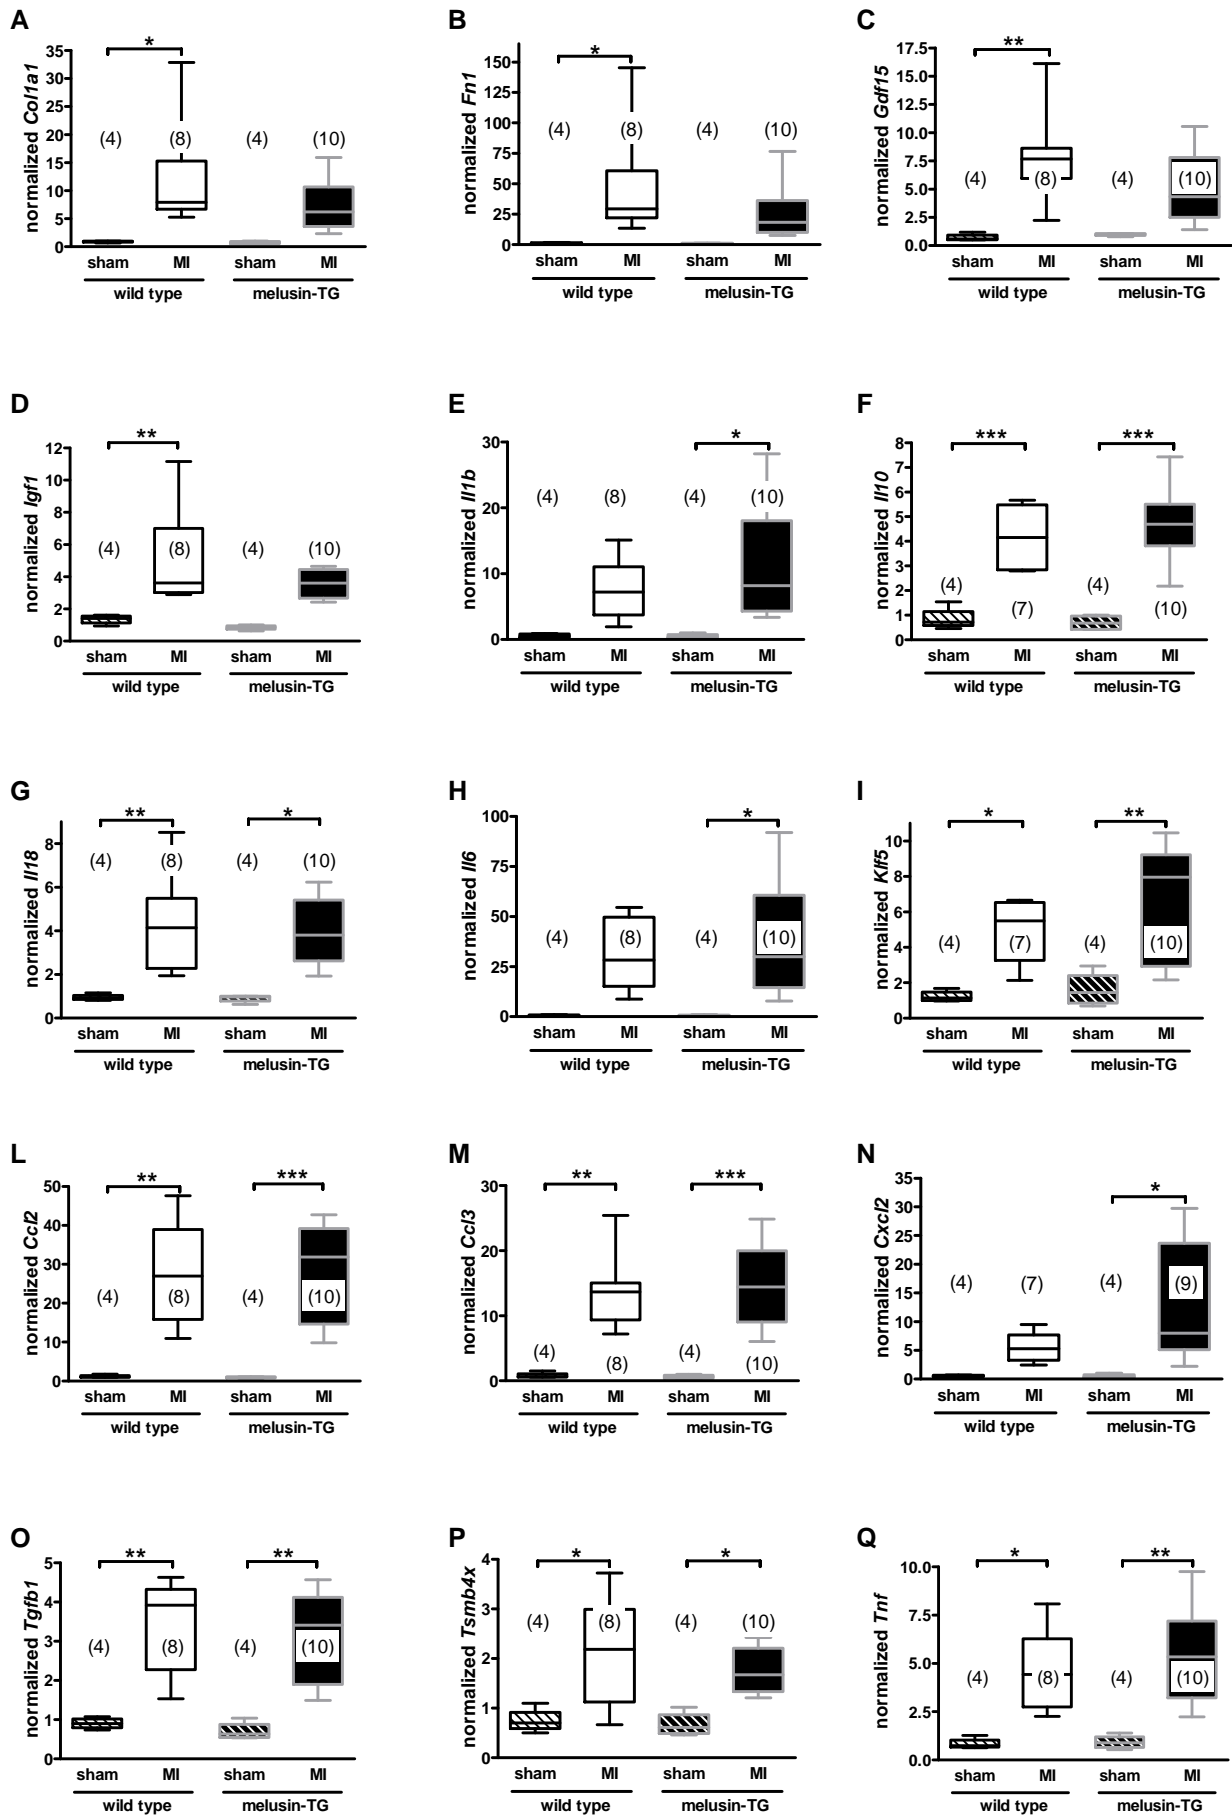 A
normalized Col1a1
35
30
25
20
15
10
5
0
*
(4) (8) (4) (10)
sham MI sham MI
wild type melusin-TG
B
normalized Fn1
150
125
100
75
50
25
0
*
(4) (8) (4) (10)
sham MI sham MI
wild type melusin-TG
C
normalized Gdf15
17.5
15.0
12.5
10.0
7.5
5.0
2.5
0.0
**
(4) (8) (4) (10)
sham MI sham MI
wild type melusin-TG
D
normalized Igf1
12
10
8
6
4
2
0
**
(4) (8) (4) (10)
sham MI sham MI
wild type melusin-TG
E
normalized Il1b
30
20
10
0
*
(4) (8) (4) (10)
sham MI sham MI
wild type melusin-TG
F
normalized Il10
8
7
6
5
4
3
2
1
0
*** ***
(4) (7) (4) (10)
sham MI sham MI
wild type melusin-TG
G
normalized Il18
8
6
4
2
0
** *
(4) (8) (4) (10)
sham MI sham MI
wild type melusin-TG
H
normalized Il6
100
75
50
25
0
*
(4) (8) (4) (10)
sham MI sham MI
wild type melusin-TG
I
normalized Klf5
10
8
6
4
2
0
* **
(4) (7) (4) (10)
sham MI sham MI
wild type melusin-TG
L
normalized Ccl2
50
40
30
20
10
0
** ***
(4) (8) (4) (10)
sham MI sham MI
wild type melusin-TG
M
normalized Ccl3
30
20
10
0
** ***
(4) (8) (4) (10)
sham MI sham MI
wild type melusin-TG
N
normalized Cxcl2
35
30
25
20
15
10
5
0
*
(4) (7) (4) (9)
sham MI sham MI
wild type melusin-TG
O
normalized Tgfb1
5
4
3
2
1
0
** **
(4) (8) (4) (10)
sham MI sham MI
wild type melusin-TG
P
normalized Tsmb4x
4
3
2
1
0
* *
(4) (8) (4) (10)
sham MI sham MI
wild type melusin-TG
Q
normalized Tnf
10.0
7.5
5.0
2.5
0.0
* **
(4) (8) (4) (10)
sham MI sham MI
wild type melusin-TG